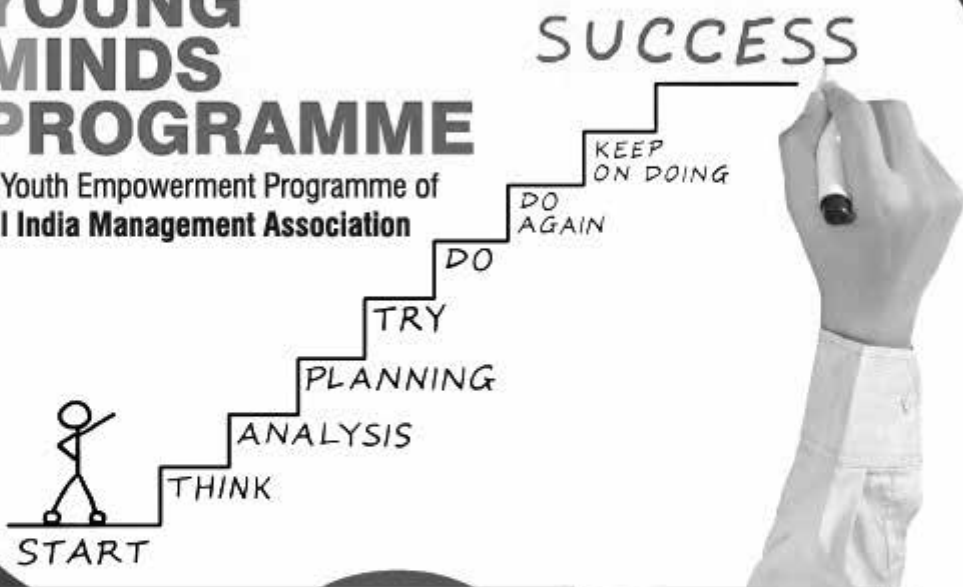 YOUNG
MINDS
PROGRAMME
Youth Empowerment Programme of
India Management Association
SUCCESS
KEEP
ON DOING
DO
AGAIN
DO
TRY
PLANNING
ANALYSIS
THINK
START